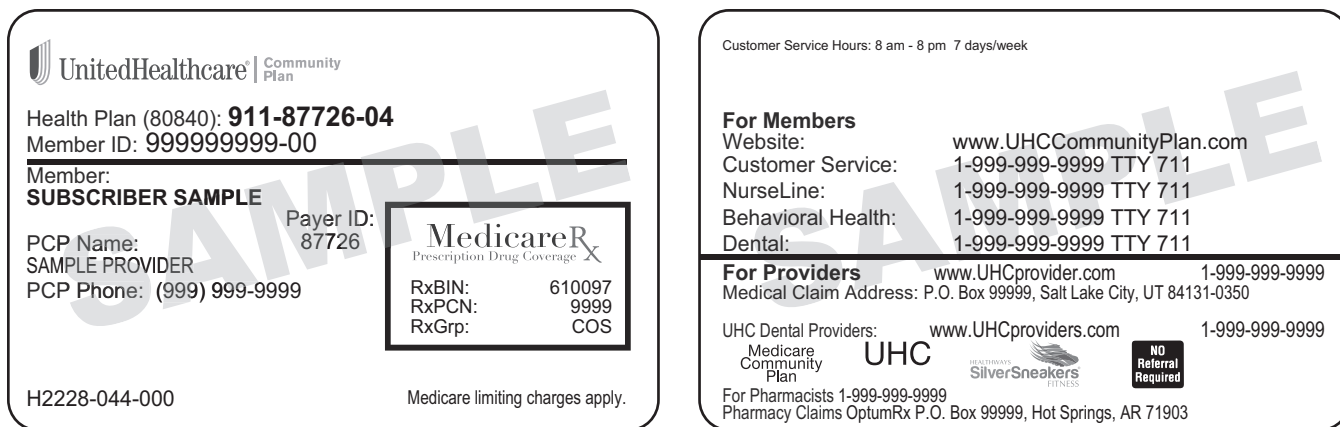 UnitedHealthcare® | Community Plan
Health Plan (80840): 911-87726-04
Member ID: 999999999-00
Member:
SUBSCRIBER SAMPLE
Payer ID:
87726
PCP Name:
SAMPLE PROVIDER
PCP Phone: (999) 999-9999
MedicareRx
Prescription Drug Coverage
RxBIN: 610097
RxPCN: 9999
RxGrp: COS
H2228-044-000
Medicare limiting charges apply.
SAMPLE
Customer Service Hours: 8 am - 8 pm 7 days/week
For Members
Website: www.UHCCommunityPlan.com
Customer Service: 1-999-999-9999 TTY 711
NurseLine: 1-999-999-9999 TTY 711
Behavioral Health: 1-999-999-9999 TTY 711
Dental: 1-999-999-9999 TTY 711
For Providers www.UHCprovider.com 1-999-999-9999
Medical Claim Address: P.O. Box 99999, Salt Lake City, UT 84131-0350
UHC Dental Providers: www.UHCproviders.com 1-999-999-9999
Medicare
Community
Plan
UHC
HEALTHWAYS
SilverSneakers
FITNESS
NO
Referral
Required
For Pharmacists 1-999-999-9999
Pharmacy Claims OptumRx P.O. Box 99999, Hot Springs, AR 71903
SAMPLE